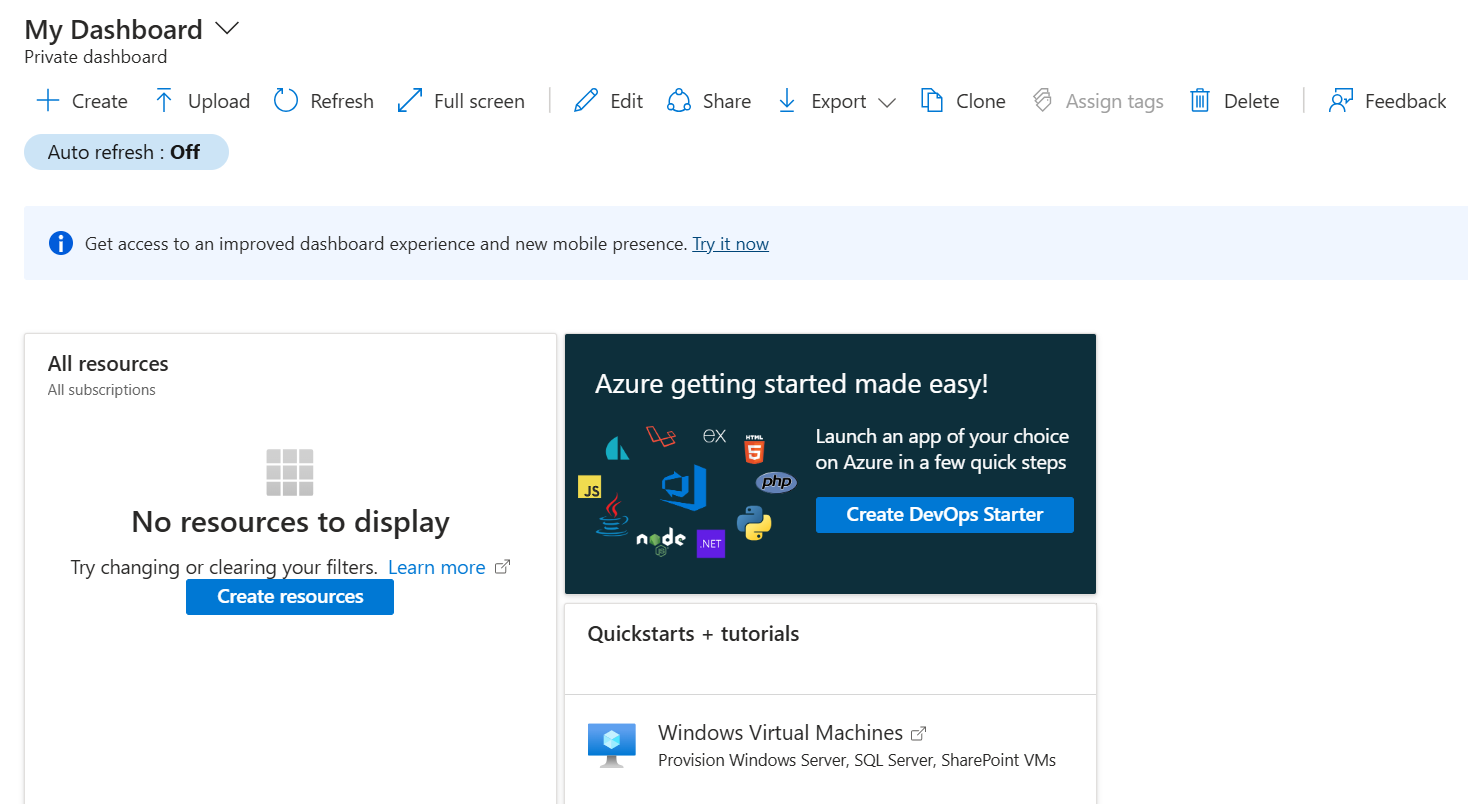 My Dashboard
Private dashboard
Create Upload Refresh Full screen Edit Share Export Clone Assign tags Delete Feedback
Auto refresh : Off
Get access to an improved dashboard experience and new mobile presence. Try it now
All resources
All subscriptions
No resources to display
Try changing or clearing your filters. Learn more
Create resources
Azure getting started made easy!
ex
HTML
5
JS
php
node
JS
.NET
Launch an app of your choice
on Azure in a few quick steps
Create DevOps Starter
Quickstarts + tutorials
Windows Virtual Machines
Provision Windows Server, SQL Server, SharePoint VMs